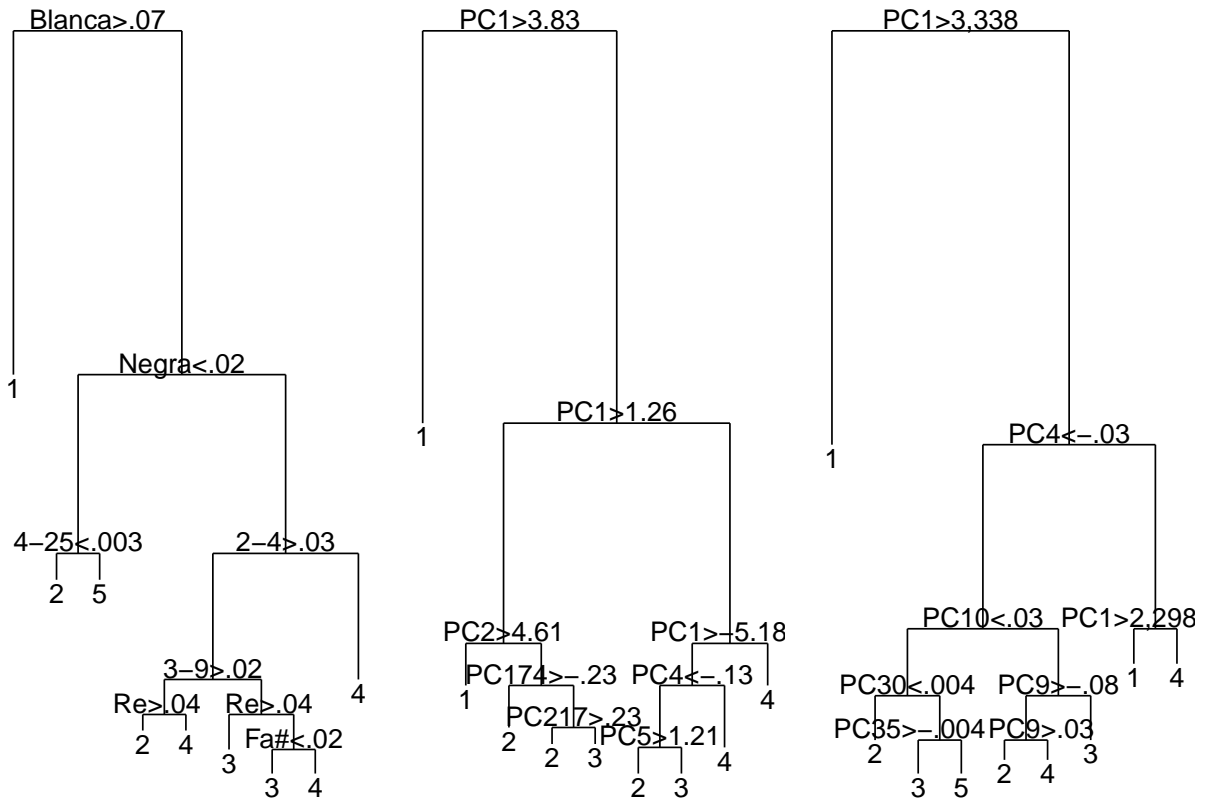 Blanca>.07
1
Negra<.02
4−25<.003
2 5
2−4>.03
3−9>.02
4
Re>.04
2 4
Re>.04
3
Fa#<.02
3 4
PC1>3.83
1
PC1>1.26
PC2>4.61
1
PC174>−.23
2
PC217>.23
2 3
PC1>−5.18
PC4<−.13
4
PC5>1.21
4
2 3
PC1>3,338
1
PC4<−.03
PC10<.03
PC30<.004
2
PC35>−.004
3 5
PC9>−.08
PC9>.03
3
2 4
PC1>2,298
1 4